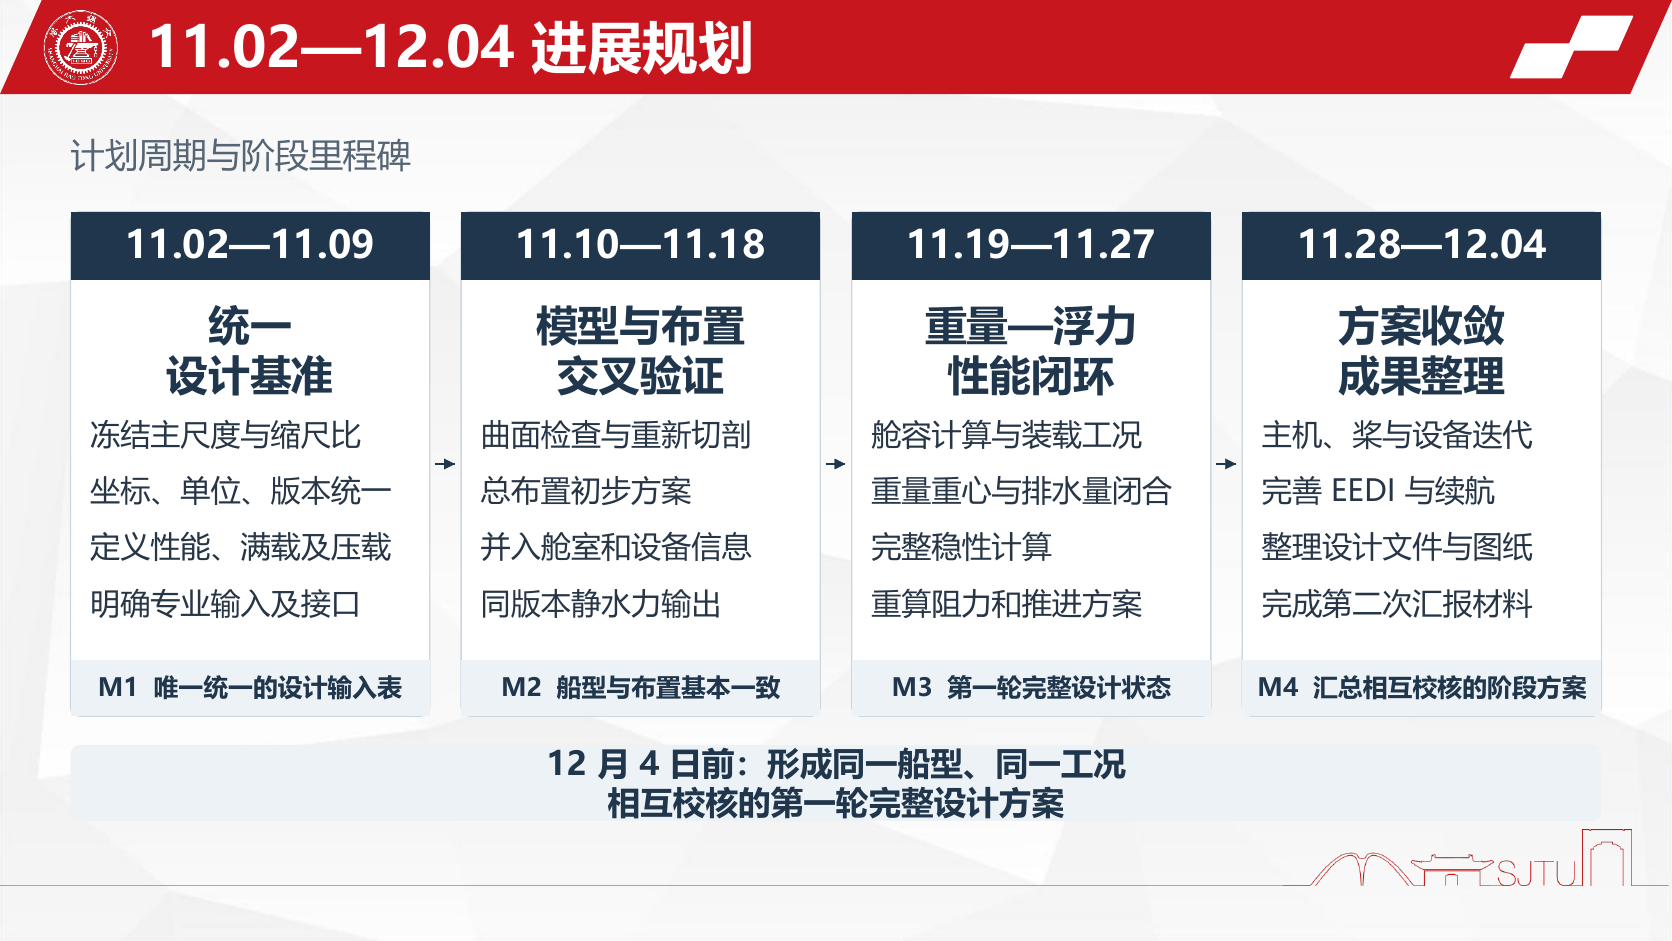 11.02—12.04 进展规划
计划周期与阶段里程碑
11.02—11.09
统一
设计基准
冻结主尺度与缩尺比
坐标、单位、版本统一
定义性能、满载及压载
明确专业输入及接口
M1 唯一统一的设计输入表
11.10—11.18
模型与布置
交叉验证
曲面检查与重新切剖
总布置初步方案
并入舱室和设备信息
同版本静水力输出
M2 船型与布置基本一致
11.19—11.27
重量—浮力
性能闭环
舱容计算与装载工况
重量重心与排水量闭合
完整稳性计算
重算阻力和推进方案
M3 第一轮完整设计状态
11.28—12.04
方案收敛
成果整理
主机、桨与设备迭代
完善 EEDI 与续航
整理设计文件与图纸
完成第二次汇报材料
M4 汇总相互校核的阶段方案
12 月 4 日前：形成同一船型、同一工况
相互校核的第一轮完整设计方案
SJTU